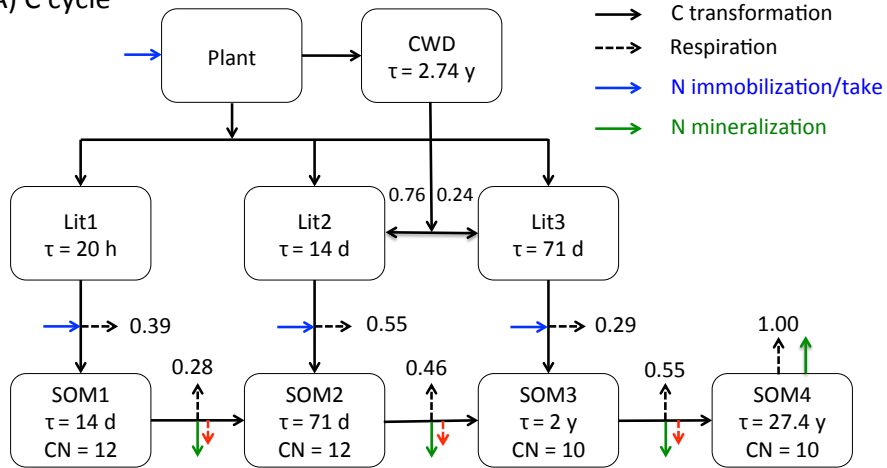 A) C cycle
C transformation
Respiration
N immobilization/take
N mineralization
Plant
CWD
τ = 2.74 y
0.76
0.24
Lit1
τ = 20 h
Lit2
τ = 14 d
Lit3
τ = 71 d
0.39
0.55
0.29
1.00
0.28
0.46
0.55
SOM1
τ = 14 d
CN = 12
SOM2
τ = 71 d
CN = 12
SOM3
τ = 2 y
CN = 10
SOM4
τ = 27.4 y
CN = 10